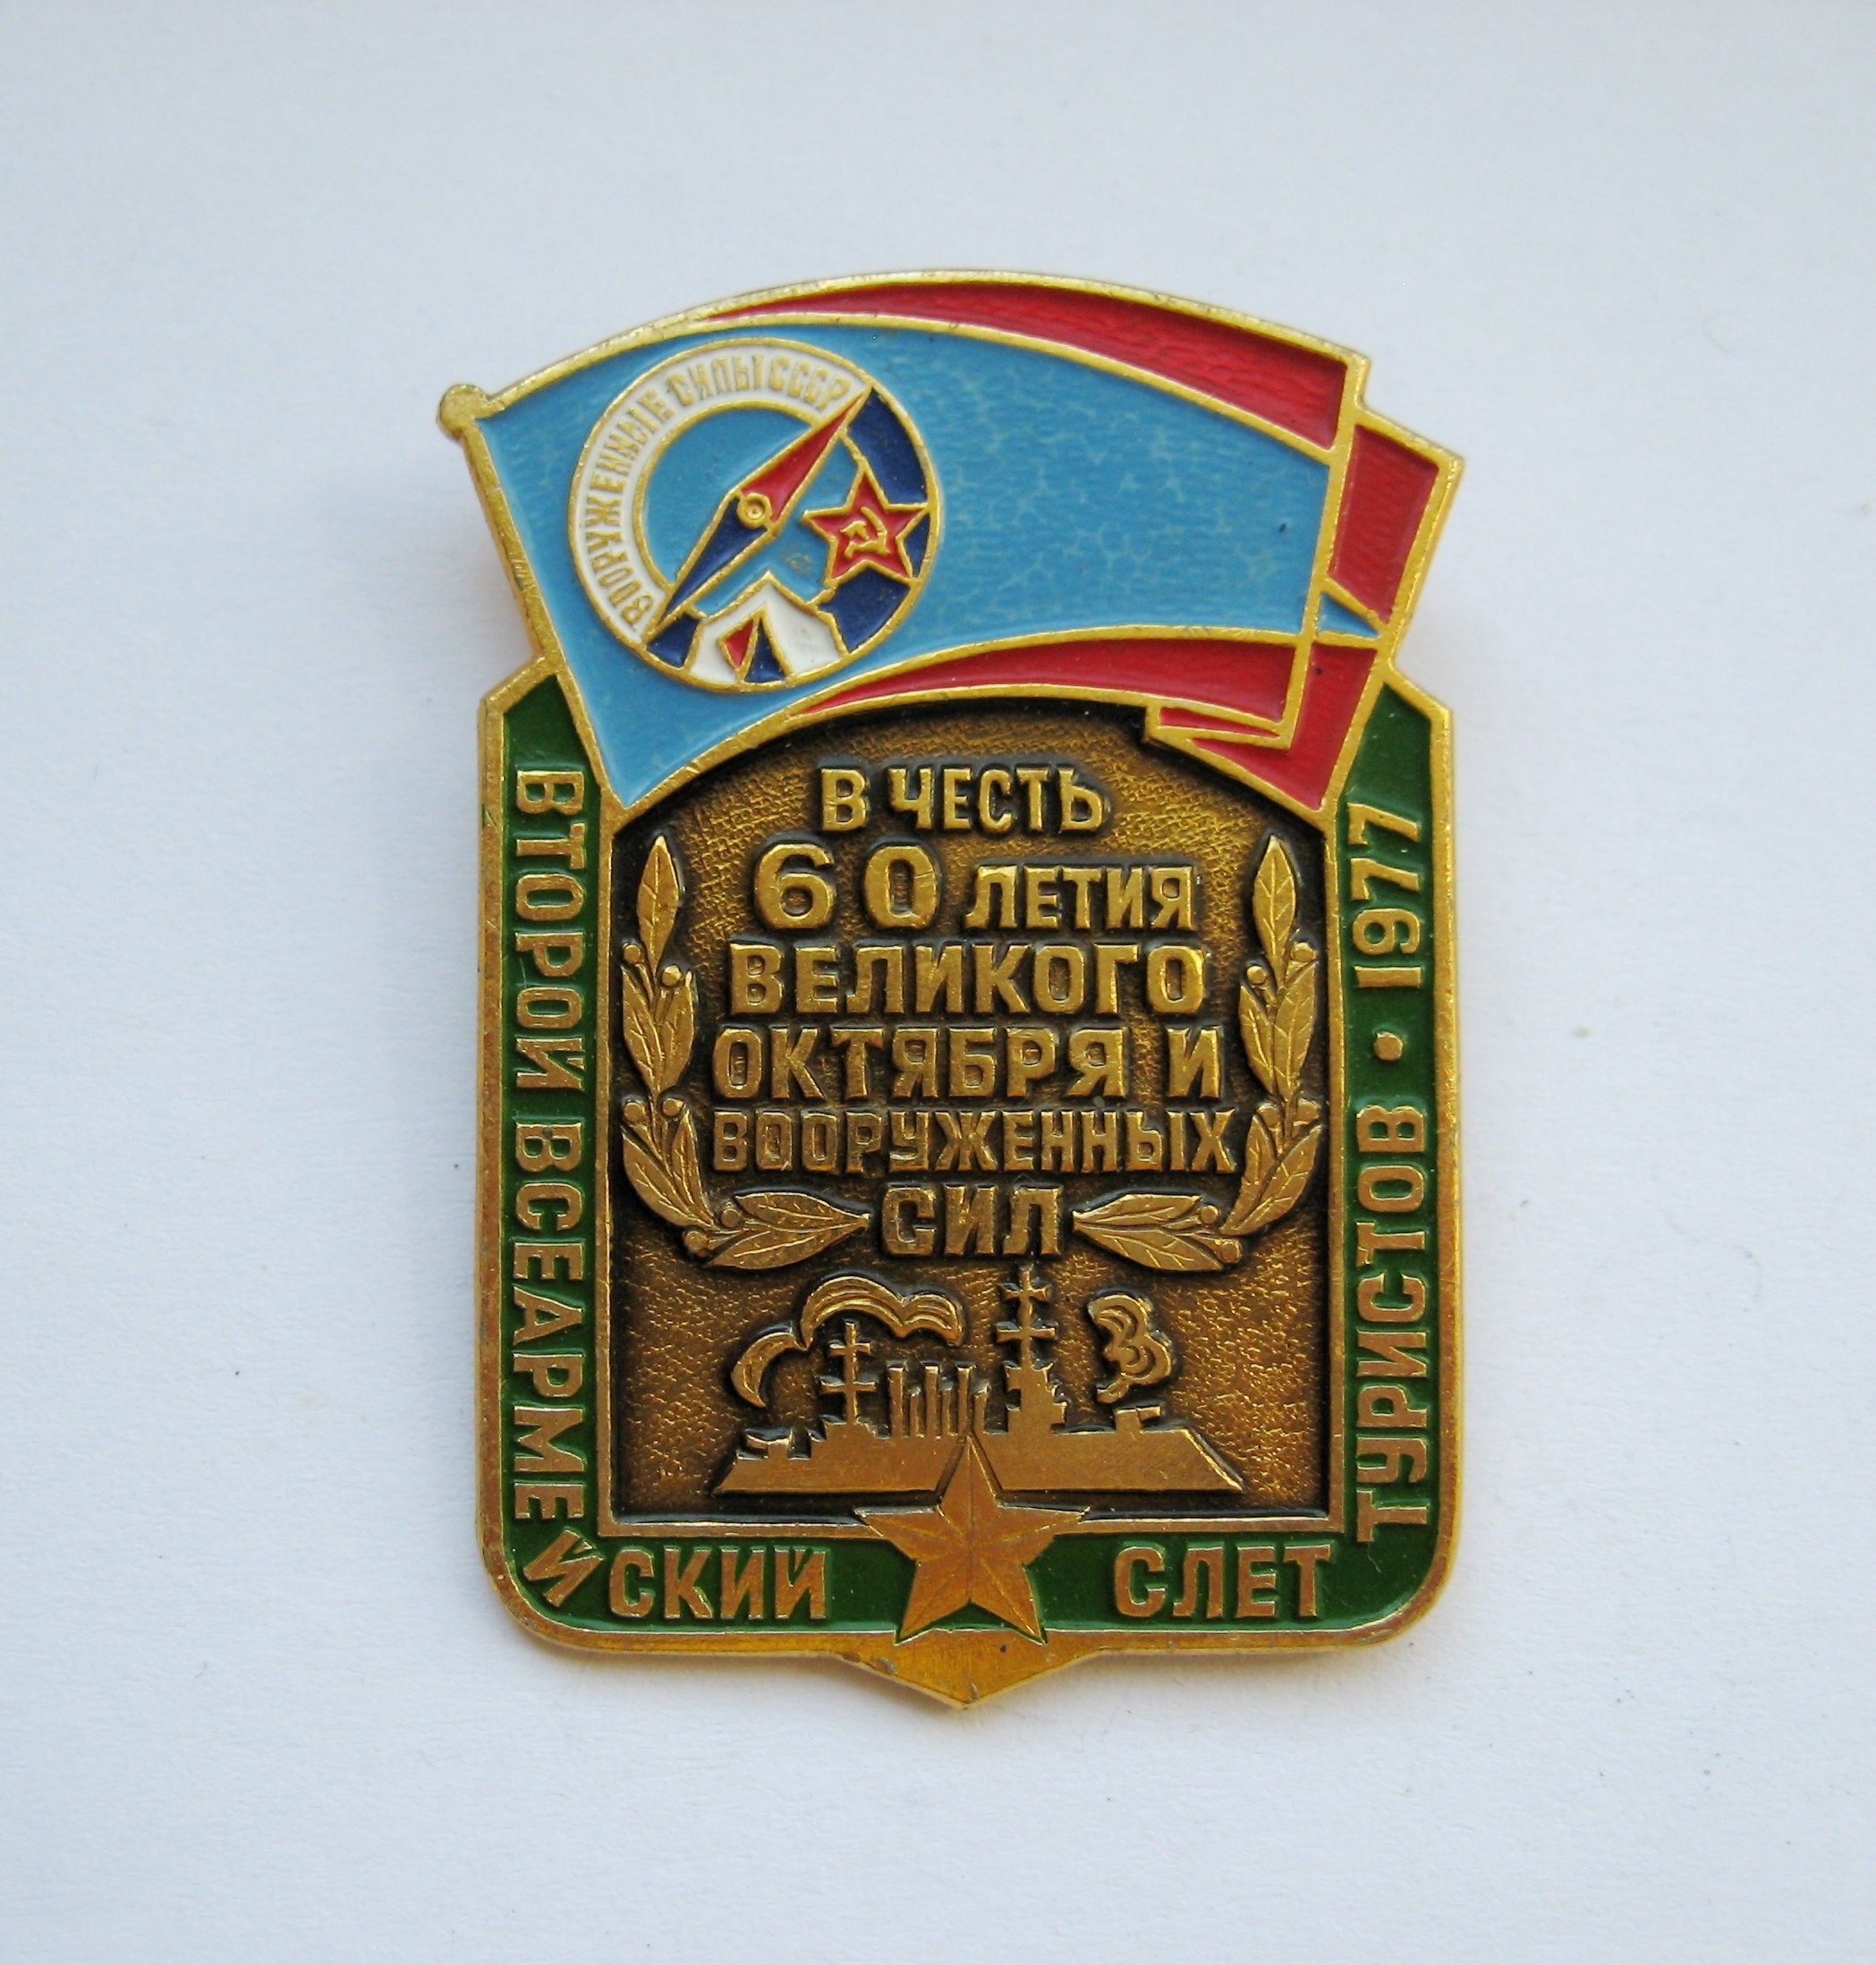 ВООРУЖЕННЫЕ СИЛЫ СССР
В ЧЕСТЬ
60 ЛЕТИЯ
ВЕЛИКОГО
ОКТЯБРЯ И
ВООРУЖЕННЫХ
СИЛ
ВТОРОЙ ВСЕАРМЕЙСКИЙ СЛЕТ ТУРИСТОВ • 1977